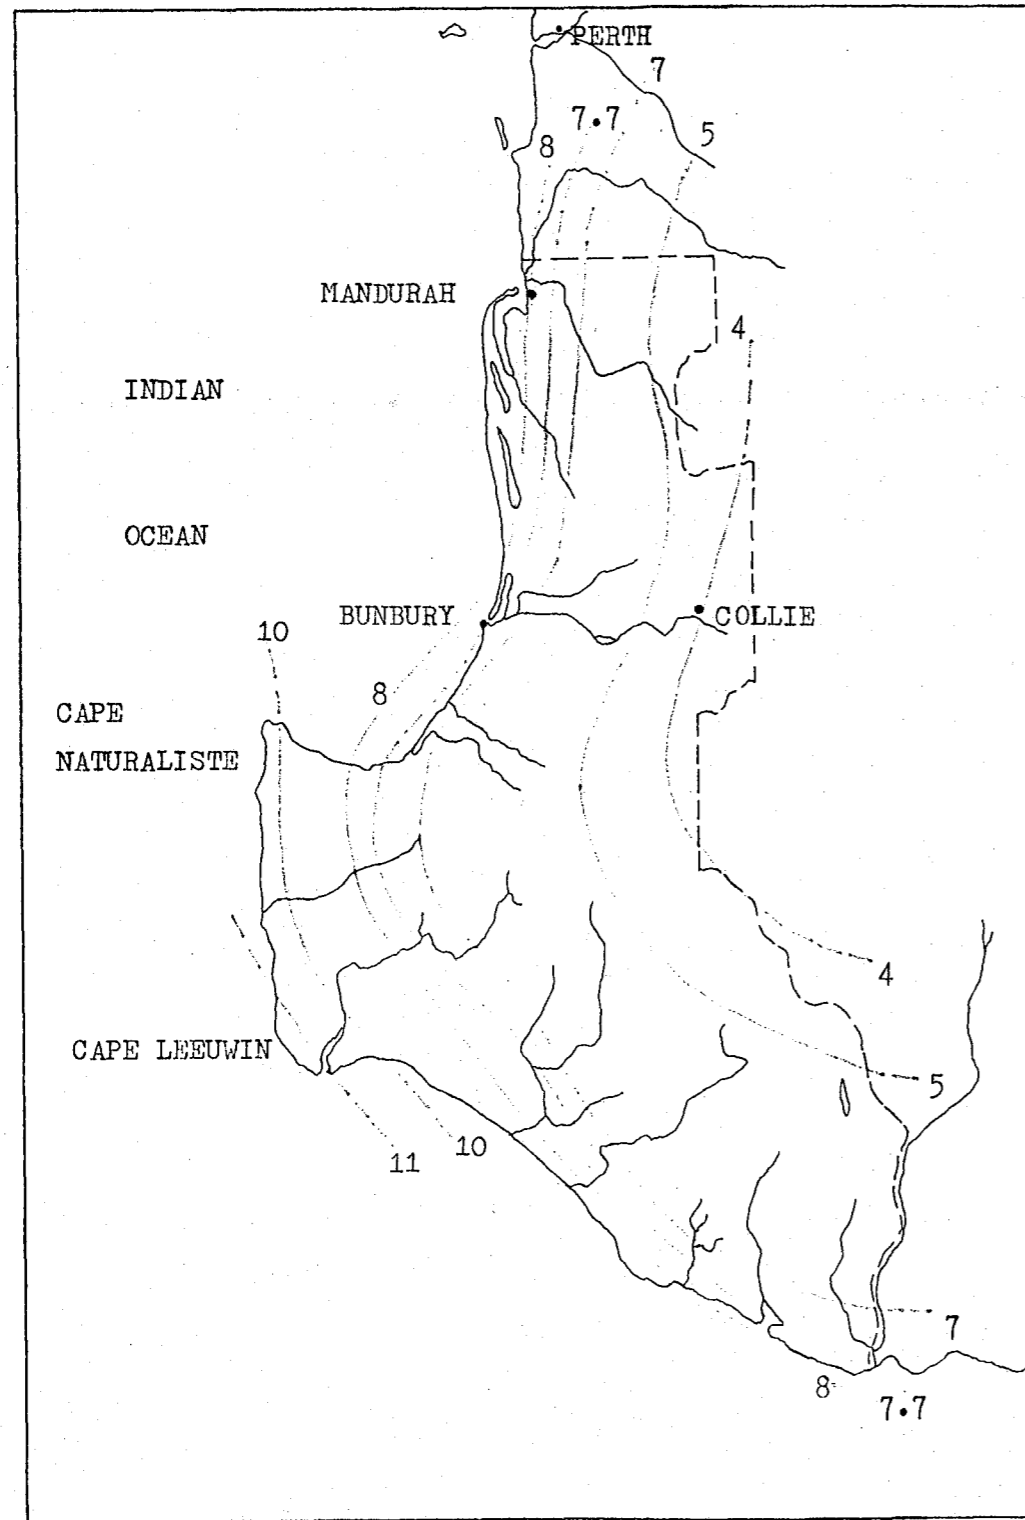 PERTH
7
7•7
5
8
MANDURAH
4
INDIAN
OCEAN
BUNBURY
COLLIE
10
8
CAPE
NATURALISTE
4
CAPE LEEUWIN
5
10
11
7
8
7•7